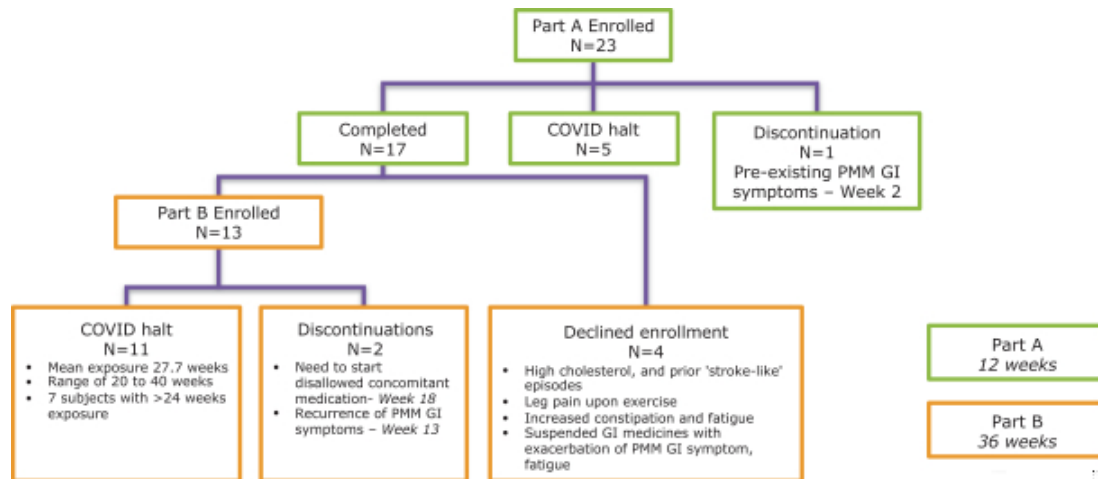 Part A Enrolled
N=23
Completed
N=17
COVID halt
N=5
Discontinuation
N=1
Pre-existing PMM GI
symptoms – Week 2
Part B Enrolled
N=13
COVID halt
N=11
• Mean exposure 27.7 weeks
• Range of 20 to 40 weeks
• 7 subjects with >24 weeks
exposure
Discontinuations
N=2
• Need to start
disallowed concomitant
medication- Week 18
• Recurrence of PMM GI
symptoms – Week 13
Declined enrollment
N=4
• High cholesterol, and prior 'stroke-like'
episodes
• Leg pain upon exercise
• Increased constipation and fatigue
• Suspended GI medicines with
exacerbation of PMM GI symptom,
fatigue
Part A
12 weeks
Part B
36 weeks